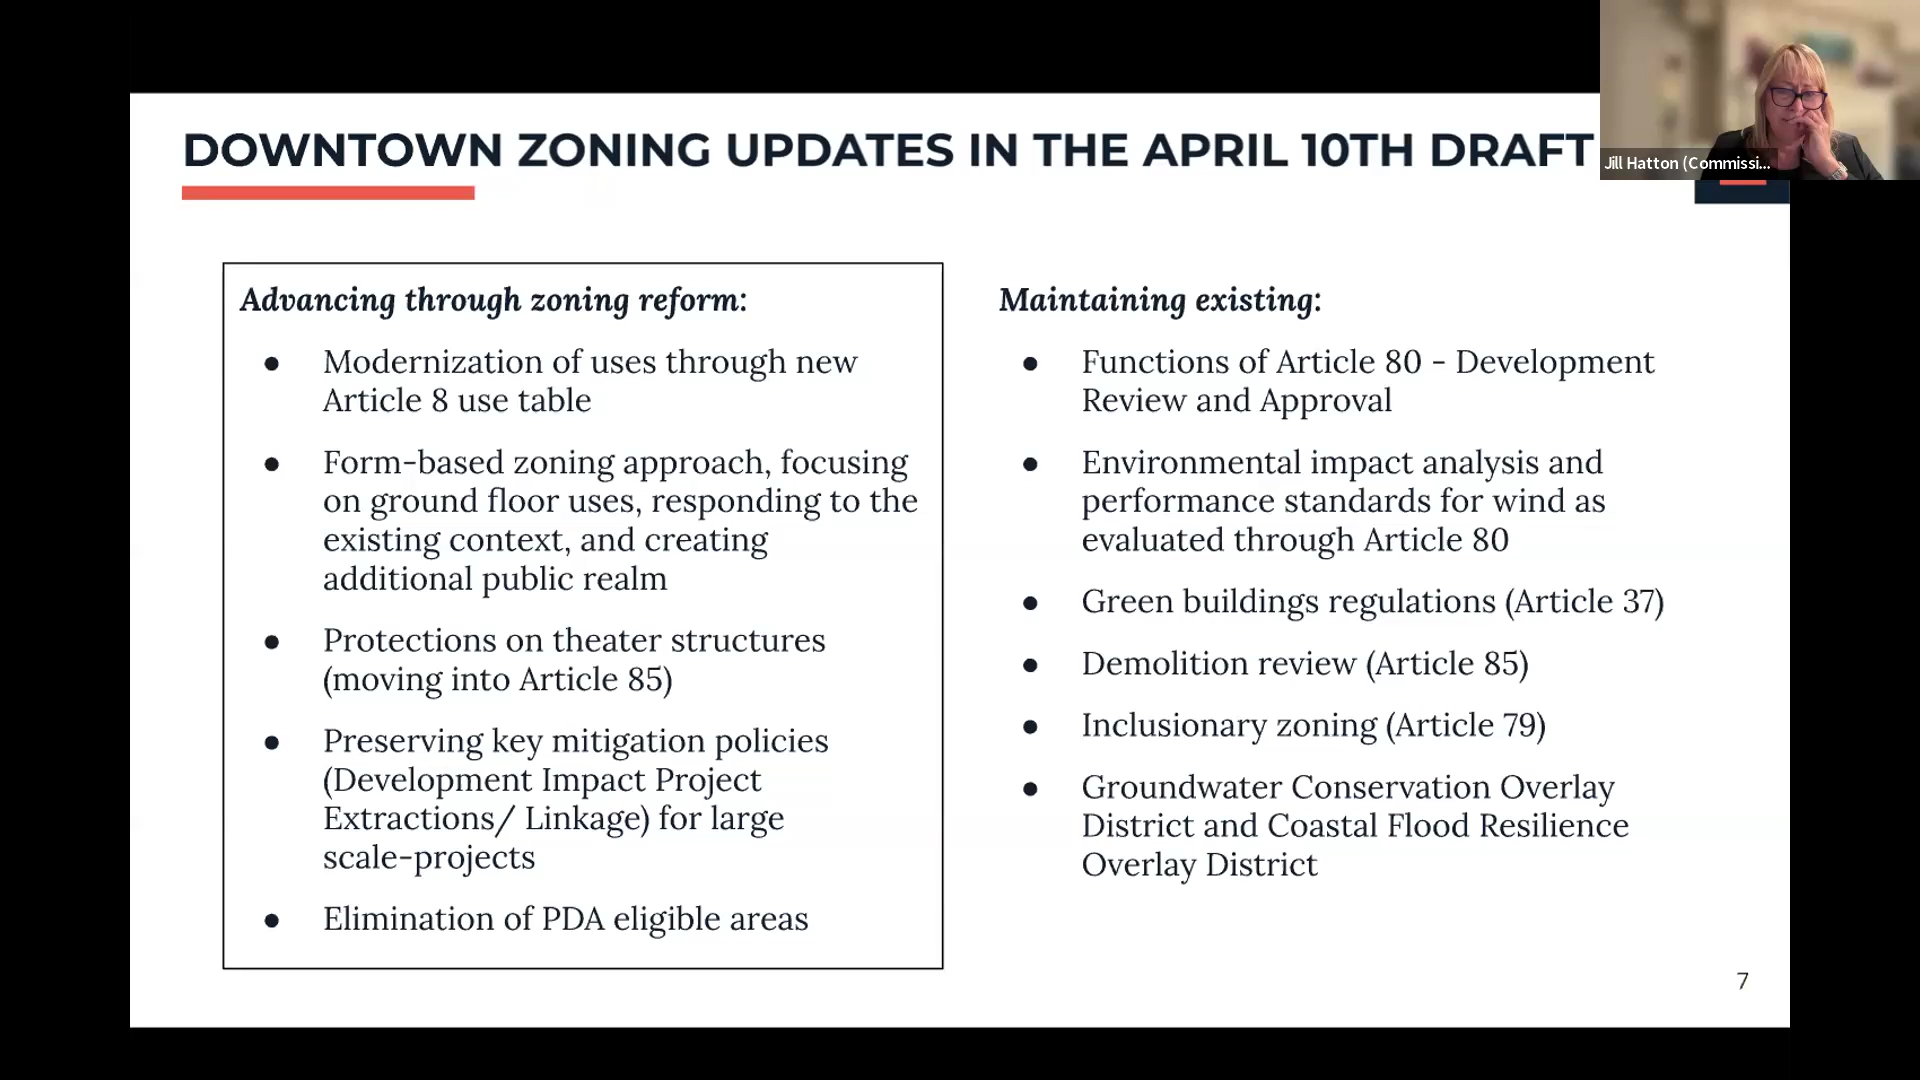 DOWNTOWN ZONING UPDATES IN THE APRIL 10TH DRAFT
Jill Hatton (Commissi...
Advancing through zoning reform:
● Modernization of uses through new
Article 8 use table
● Form-based zoning approach, focusing
on ground floor uses, responding to the
existing context, and creating
additional public realm
● Protections on theater structures
(moving into Article 85)
● Preserving key mitigation policies
(Development Impact Project
Extractions/ Linkage) for large
scale-projects
● Elimination of PDA eligible areas
Maintaining existing:
● Functions of Article 80 - Development
Review and Approval
● Environmental impact analysis and
performance standards for wind as
evaluated through Article 80
● Green buildings regulations (Article 37)
● Demolition review (Article 85)
● Inclusionary zoning (Article 79)
● Groundwater Conservation Overlay
District and Coastal Flood Resilience
Overlay District
7